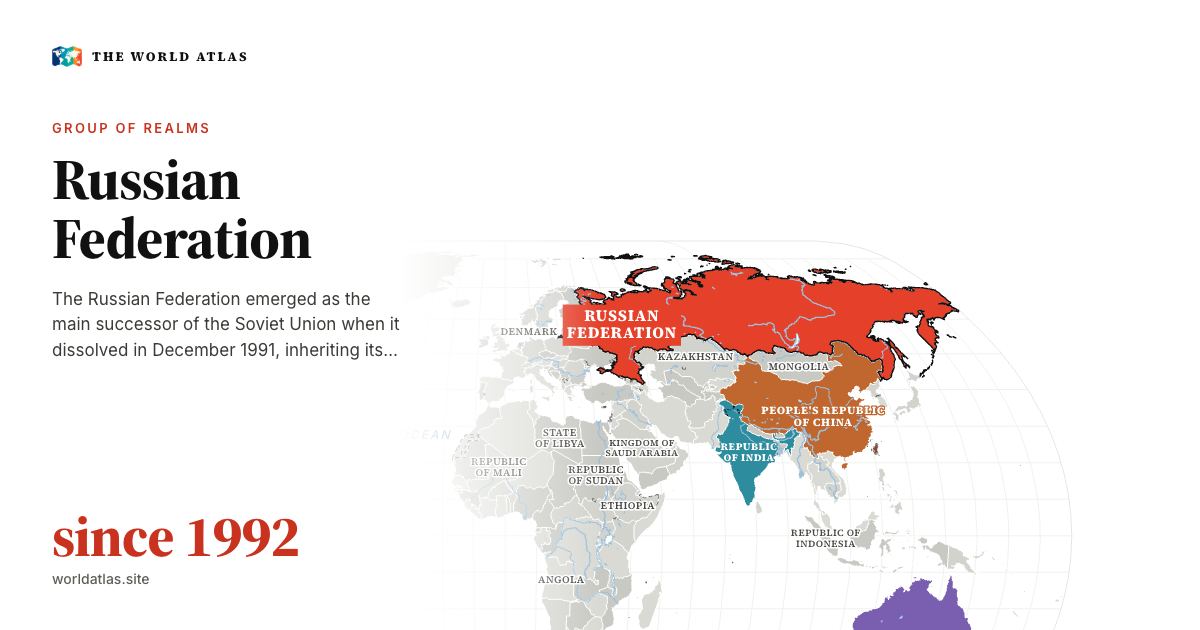 THE WORLD ATLAS
GROUP OF REALMS
Russian
Federation
The Russian Federation emerged as the
main successor of the Soviet Union when it
dissolved in December 1991, inheriting its...
since 1992
worldatlas.site
RUSSIAN
FEDERATION
DENMARK
KAZAKHSTAN
MONGOLIA
PEOPLE'S REPUBLIC
OF CHINA
REPUBLIC
OF INDIA
STATE
OF LIBYA
KINGDOM OF
SAUDI ARABIA
REPUBLIC
OF MALI
REPUBLIC
OF SUDAN
ETHIOPIA
REPUBLIC OF
INDONESIA
ANGOLA